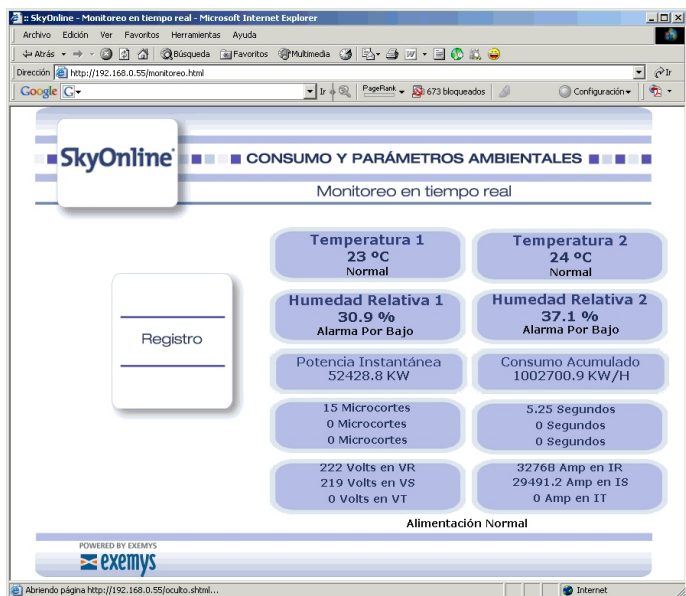 :: SkyOnline - Monitoreo en tiempo real - Microsoft Internet Explorer
Archivo Edición Ver Favoritos Herramientas Ayuda
Atrás Búsqueda Favoritos Multimedia
Dirección http://192.168.0.55/monitoreo.html Ir
Google G Ir PageRank 673 bloqueados Configuración
SkyOnline CONSUMO Y PARÁMETROS AMBIENTALES
Monitoreo en tiempo real
Temperatura 1
23 ºC
Normal
Temperatura 2
24 ºC
Normal
Registro
Humedad Relativa 1
30.9 %
Alarma Por Bajo
Humedad Relativa 2
37.1 %
Alarma Por Bajo
Potencia Instantánea
52428.8 KW
Consumo Acumulado
1002700.9 KW/H
15 Microcortes
0 Microcortes
0 Microcortes
5.25 Segundos
0 Segundos
0 Segundos
222 Volts en VR
219 Volts en VS
0 Volts en VT
32768 Amp en IR
29491.2 Amp en IS
0 Amp en IT
Alimentación Normal
POWERED BY EXEMYS
exemys
Abriendo página http://192.168.0.55/oculto.shtml... Internet